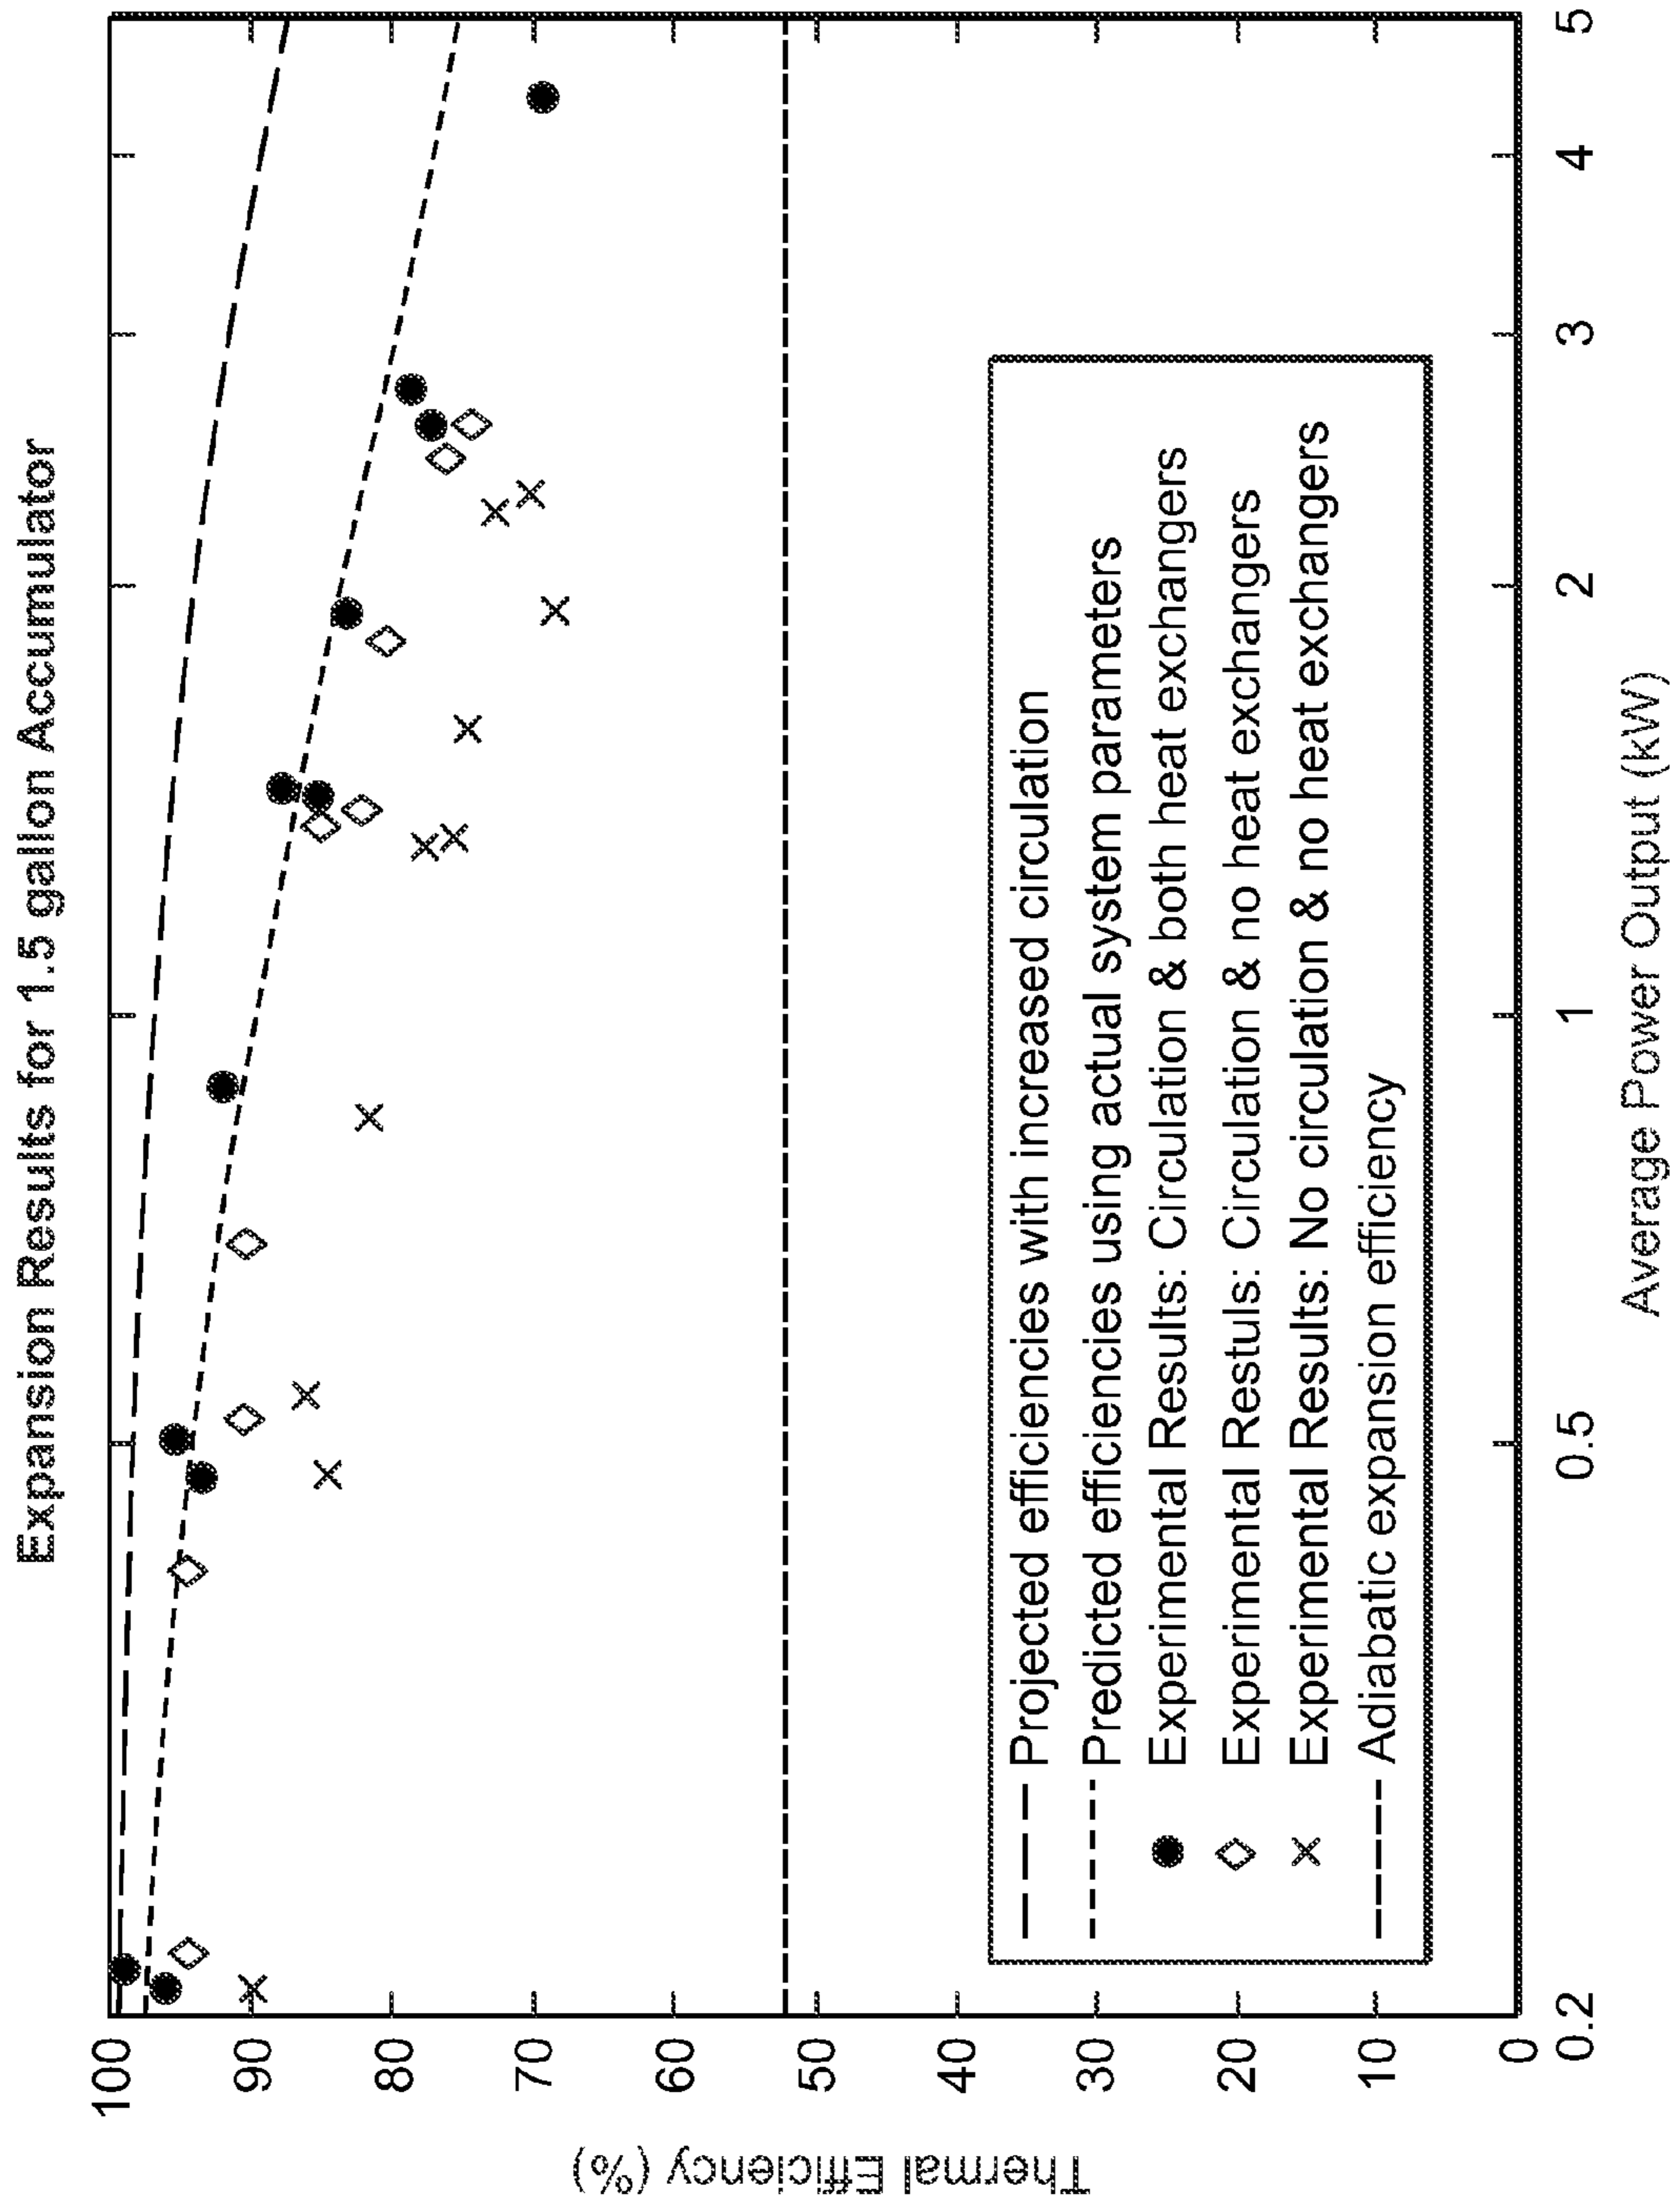 Expansion Results for 1.5 gallon Accumulator
Thermal Efficiency (%)
100
90
80
70
60
50
40
30
20
10
0
Projected efficiencies with increased circulation
Predicted efficiencies using actual system parameters
Experimental Results: Circulation & both heat exchangers
Experimental Restuls: Circulation & no heat exchangers
Experimental Results: No circulation & no heat exchangers
Adiabatic expansion efficiency
0.2
0.5
1
2
3
4
5
Average Power Output (kW)